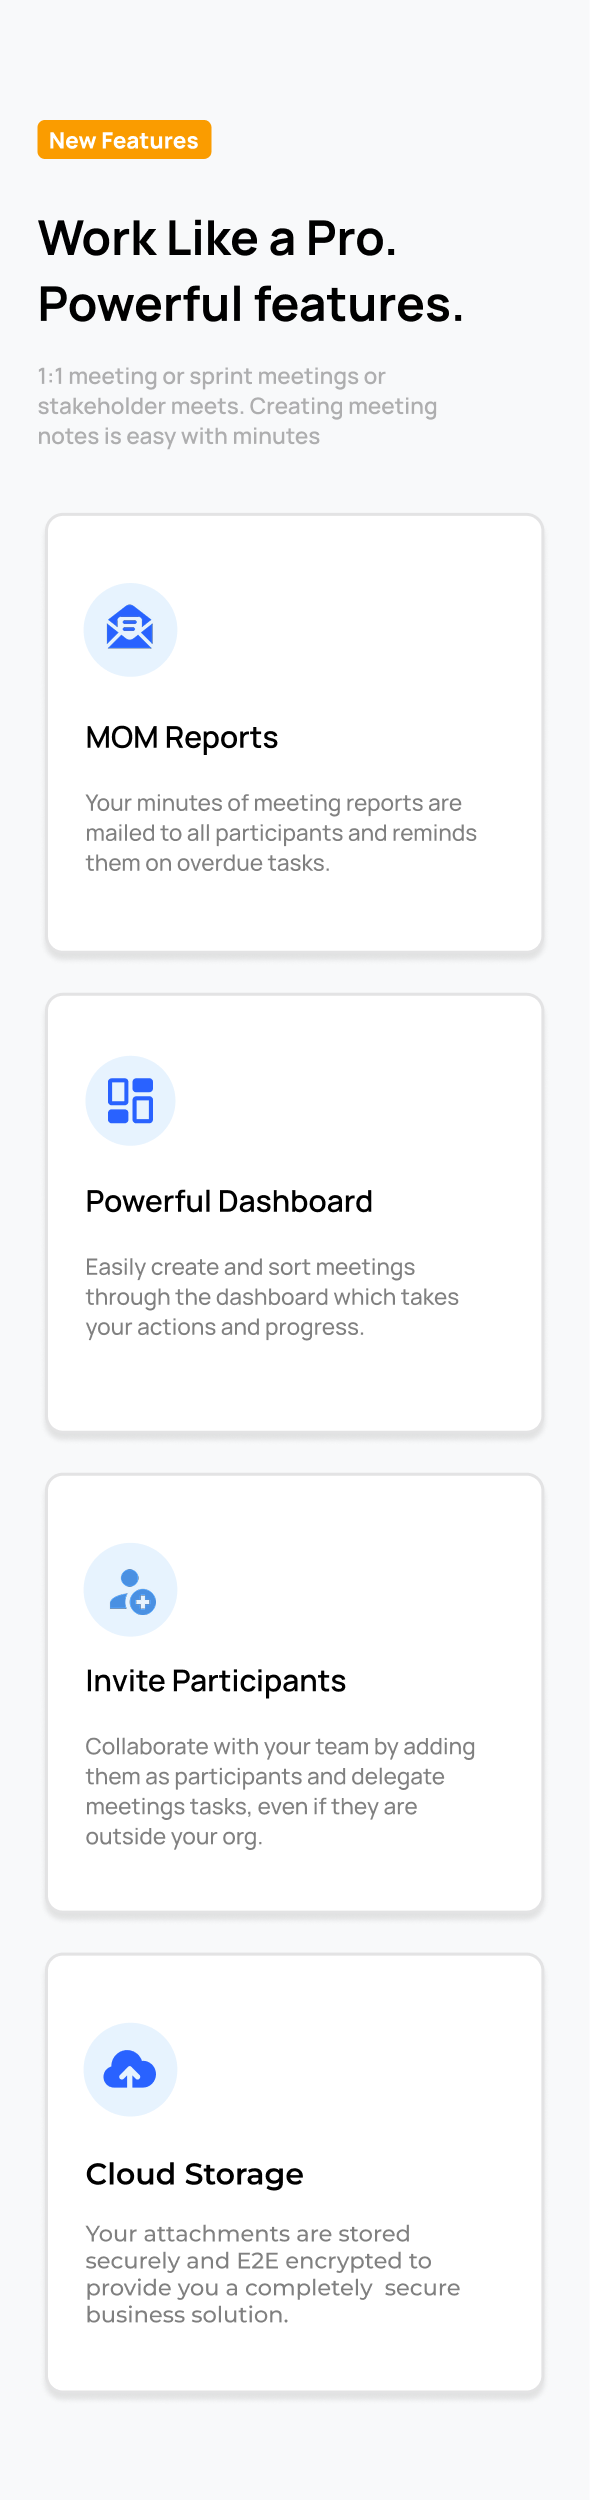 New Features
Work Like a Pro.
Powerful features.
1:1 meeting or sprint meetings or
stakeholder meets. Creating meeting
notes is easy with minutes
MOM Reports
Your minutes of meeting reports are
mailed to all participants and reminds
them on overdue tasks.
Powerful Dashboard
Easily create and sort meetings
through the dashboard which takes
your actions and progress.
Invite Participants
Collaborate with your team by adding
them as participants and delegate
meetings tasks, even if they are
outside your org.
Cloud Storage
Your attachments are stored
securely and E2E encrypted to
provide you a completely  secure
business solution.